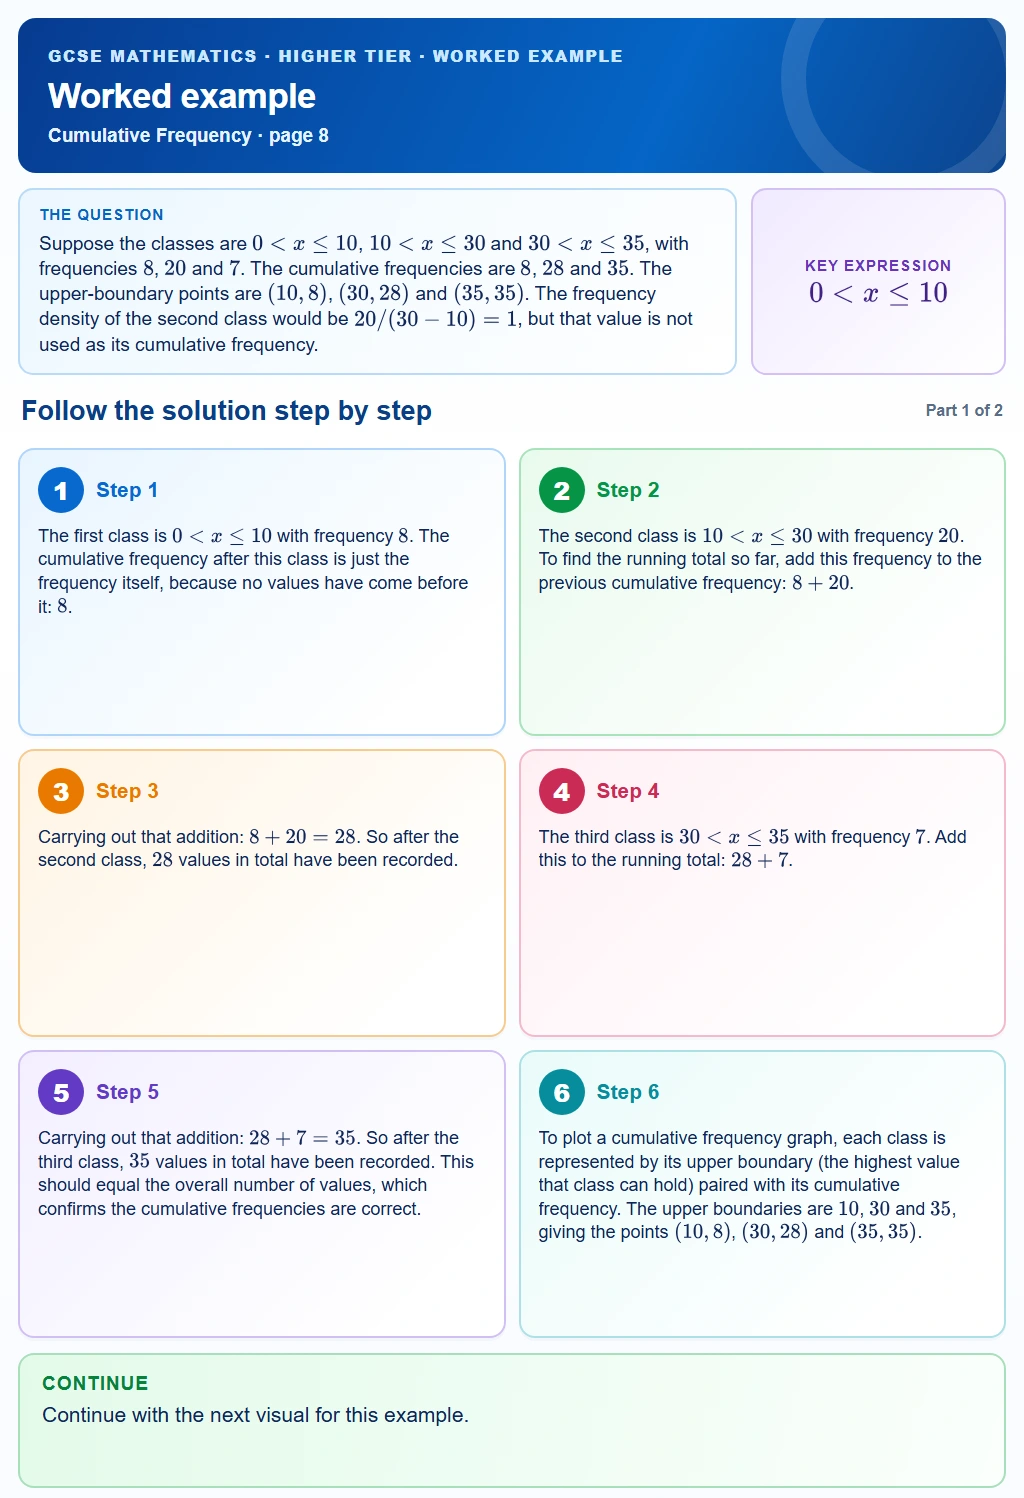 GCSE MATHEMATICS · HIGHER TIER · WORKED EXAMPLE
Worked example
Cumulative Frequency · page 8
THE QUESTION
Suppose the classes are 0 < x ≤ 10, 10 < x ≤ 30 and 30 < x ≤ 35, with
frequencies 8, 20 and 7. The cumulative frequencies are 8, 28 and 35. The
upper-boundary points are (10, 8), (30, 28) and (35, 35). The frequency
density of the second class would be 20/(30 − 10) = 1, but that value is not
used as its cumulative frequency.
KEY EXPRESSION
0 < x ≤ 10
Follow the solution step by step
Part 1 of 2
1 Step 1
The first class is 0 < x ≤ 10 with frequency 8. The
cumulative frequency after this class is just the
frequency itself, because no values have come before
it: 8.
2 Step 2
The second class is 10 < x ≤ 30 with frequency 20.
To find the running total so far, add this frequency to the
previous cumulative frequency: 8 + 20.
3 Step 3
Carrying out that addition: 8 + 20 = 28. So after the
second class, 28 values in total have been recorded.
4 Step 4
The third class is 30 < x ≤ 35 with frequency 7. Add
this to the running total: 28 + 7.
5 Step 5
Carrying out that addition: 28 + 7 = 35. So after the
third class, 35 values in total have been recorded. This
should equal the overall number of values, which
confirms the cumulative frequencies are correct.
6 Step 6
To plot a cumulative frequency graph, each class is
represented by its upper boundary (the highest value
that class can hold) paired with its cumulative
frequency. The upper boundaries are 10, 30 and 35,
giving the points (10, 8), (30, 28) and (35, 35).
CONTINUE
Continue with the next visual for this example.